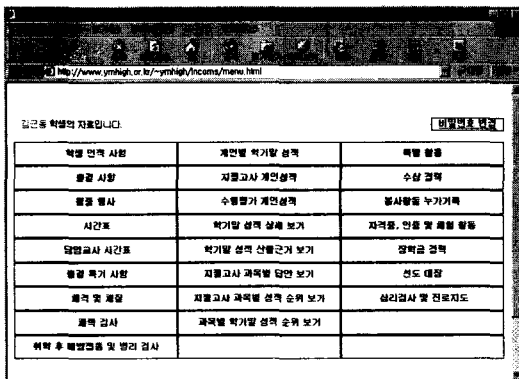 http://www.ymhigh.or.kr/~ymhigh/incoms/menu.html
김근동 학생의 자료입니다.
비밀번호 변경
학생 인적 사항 개인별 학기말 성적 특별 활동
출결 사항 지필고사 개인성적 수상 경력
활동 행사 수행평가 개인성적 봉사활동 누가기록
시간표 학기말 성적 상세 보기 자격증, 인증 및 체험 활동
담임교사 시간표 학기말 성적 산출근거 보기 장학금 경력
출결 특기 사항 지필고사 과목별 답안 보기 선도 대장
체격 및 체질 지필고사 과목별 성적 순위 보기 심리검사 및 진로지도
체력 검사 과목별 학기말 성적 순위 보기
취학 후 예방접종 및 병리 검사